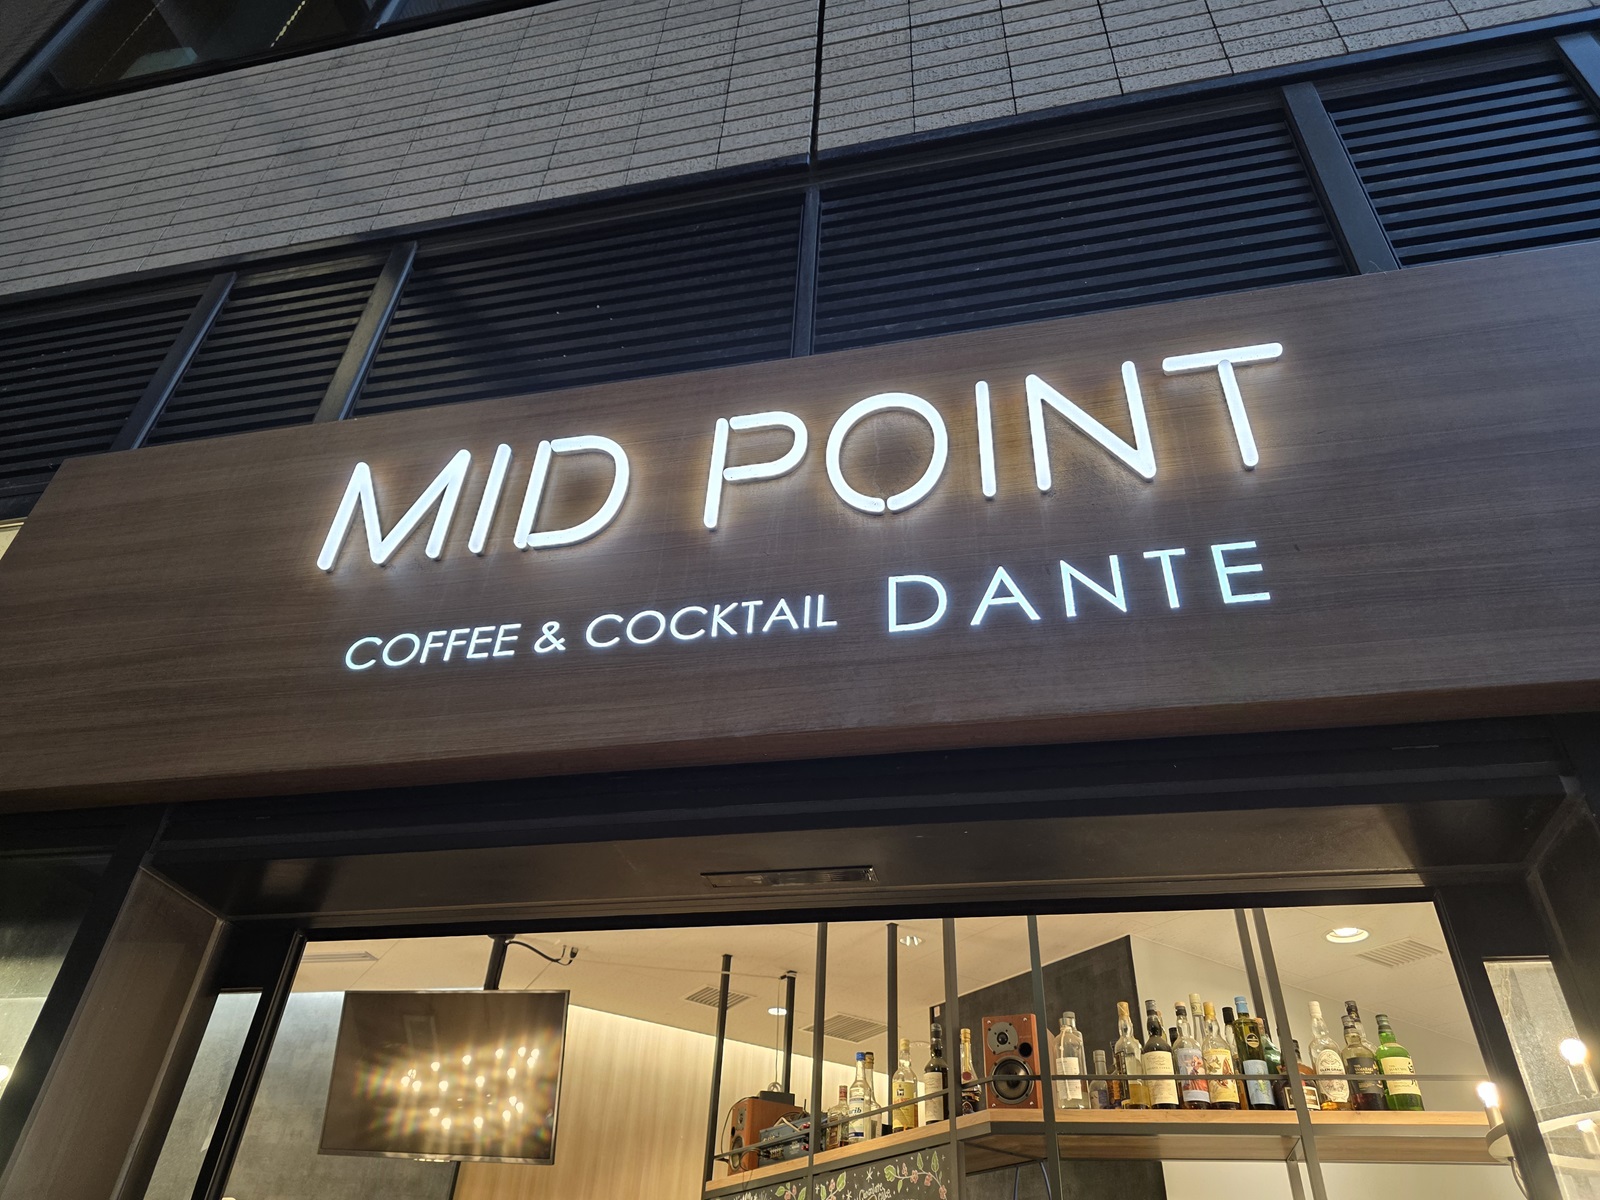 MID POINT
COFFEE & COCKTAIL DANTE